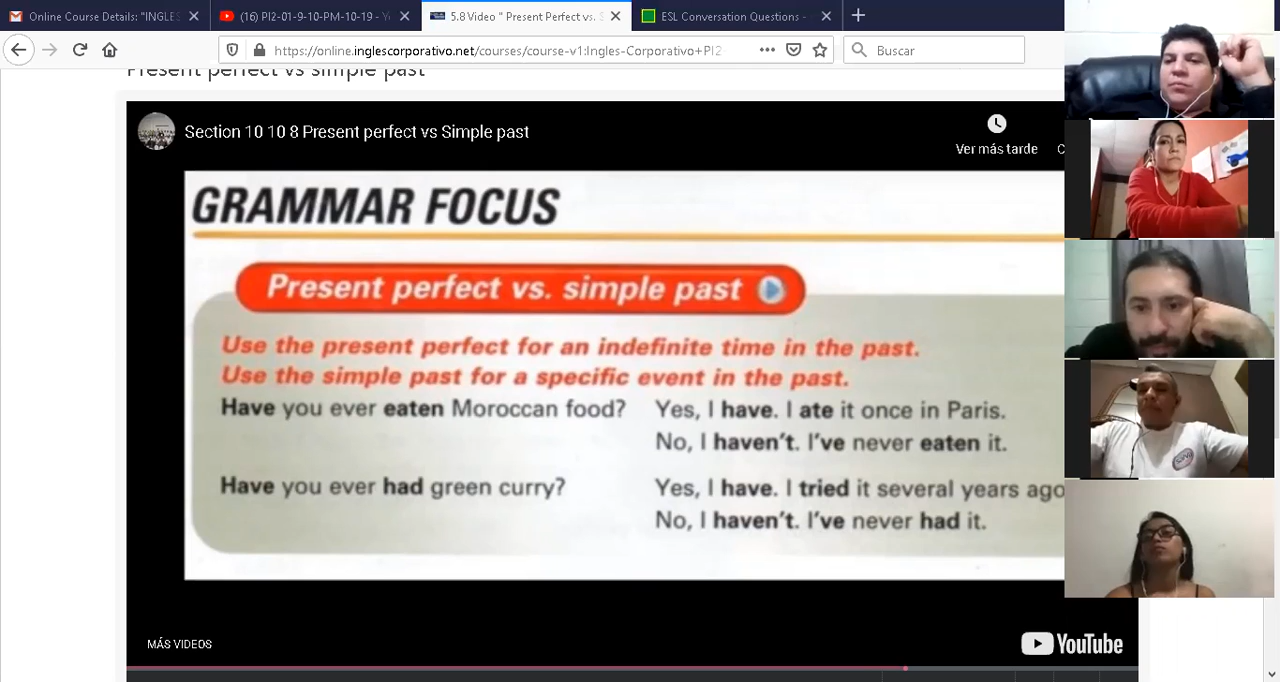 Online Course Details: "INGLES
(16) PI2-01-9-10-PM-10-19 - Y
5.8 Video " Present Perfect vs. S
ESL Conversation Questions -
https://online.inglescorporativo.net/courses/course-v1:Ingles-Corporativo+PI2
Buscar
Present perfect vs simple past
Section 10 10 8 Present perfect vs Simple past
Ver más tarde
C
GRAMMAR FOCUS
Present perfect vs. simple past
Use the present perfect for an indefinite time in the past.
Use the simple past for a specific event in the past.
Have you ever eaten Moroccan food? Yes, I have. I ate it once in Paris.
No, I haven't. I've never eaten it.
Have you ever had green curry? Yes, I have. I tried it several years ago
No, I haven't. I've never had it.
MÁS VIDEOS
YouTube